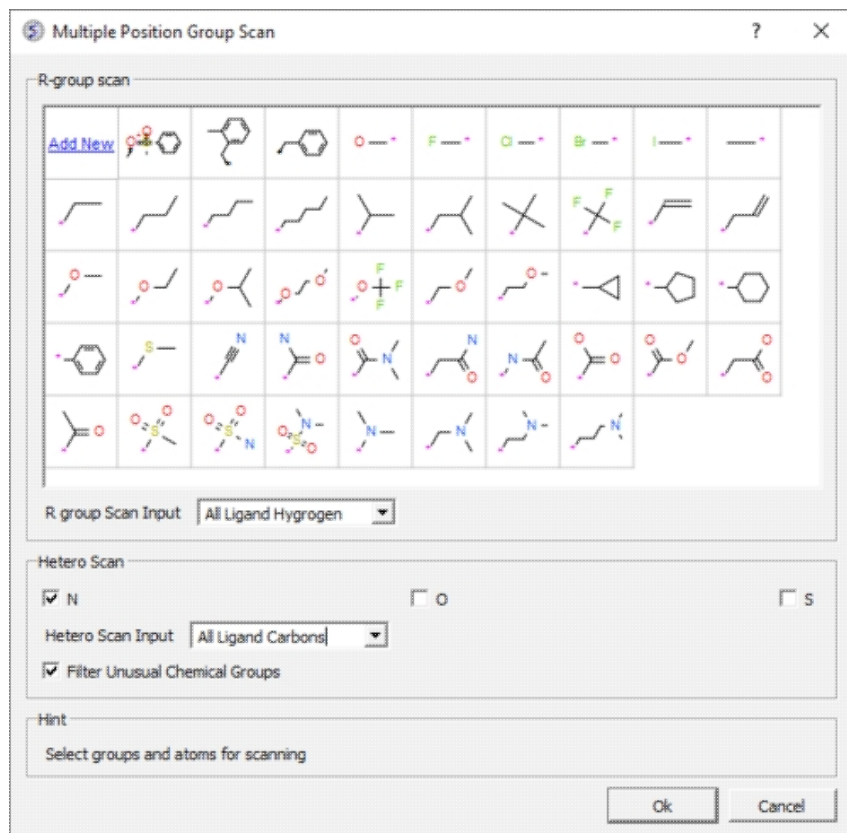 Multiple Position Group Scan
R-group scan
Add New
O
F
Cl
Br
I
F F F
O
O
O
O O
O F F F
O
O
S
N
N O
O N
N O
N O
O O
O O
O O
O
O O S
O O S N
N O S O
N
N
N
N
R group Scan Input All Ligand Hygrogen
Hetero Scan
N O S
Hetero Scan Input All Ligand Carbons
Filter Unusual Chemical Groups
Hint
Select groups and atoms for scanning
Ok Cancel